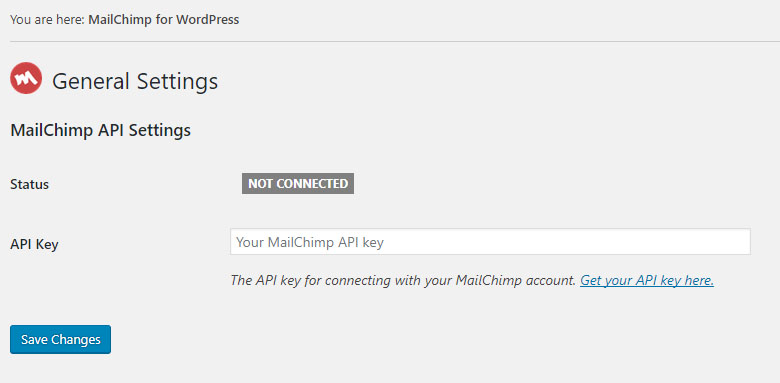 You are here: MailChimp for WordPress
General Settings
MailChimp API Settings
Status NOT CONNECTED
API Key Your MailChimp API key
The API key for connecting with your MailChimp account. Get your API key here.
Save Changes